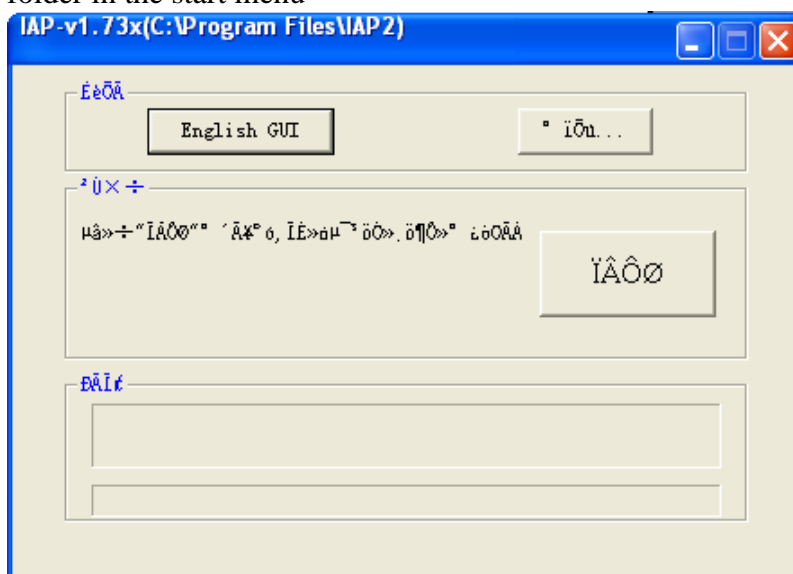 folder in the start menu
IAP-v1.73x(C:\Program Files\IAP2)
ÉèÖÃ
English GUI
° ïÖú...
²Ù×÷
ÏÂÔØ
ÐÅÏ¢